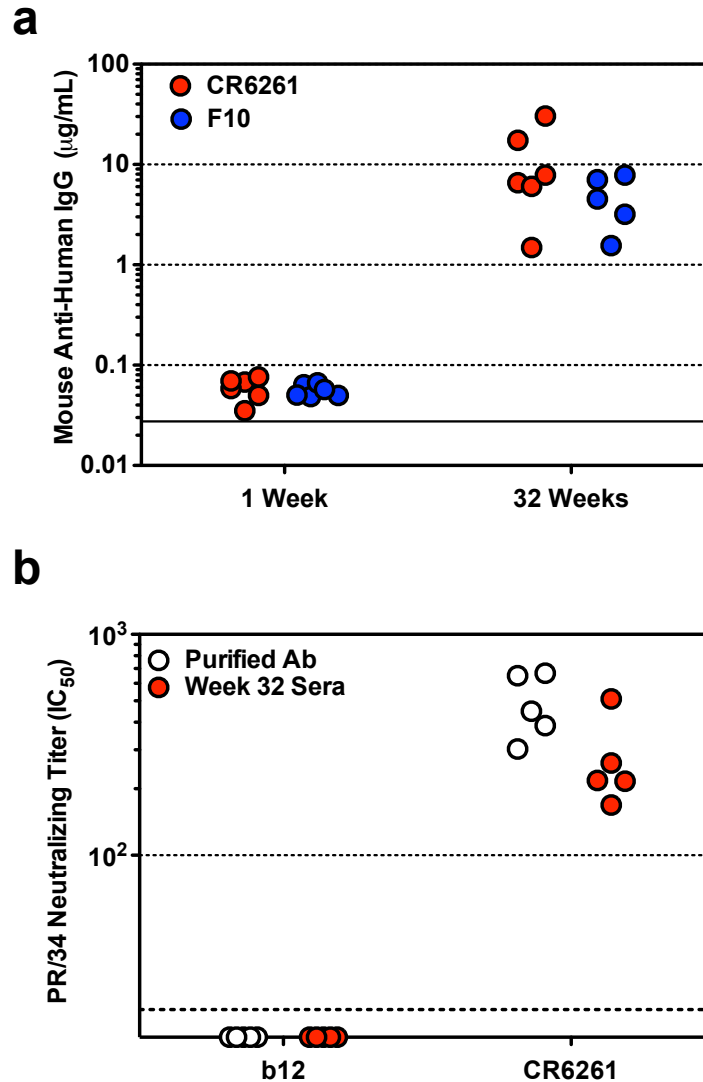 a
Mouse Anti-Human IgG (µg/mL)
100
10
1
0.1
0.01
CR6261
F10
1 Week
32 Weeks
b
PR/34 Neutralizing Titer (IC50)
10³
10²
Purified Ab
Week 32 Sera
b12
CR6261